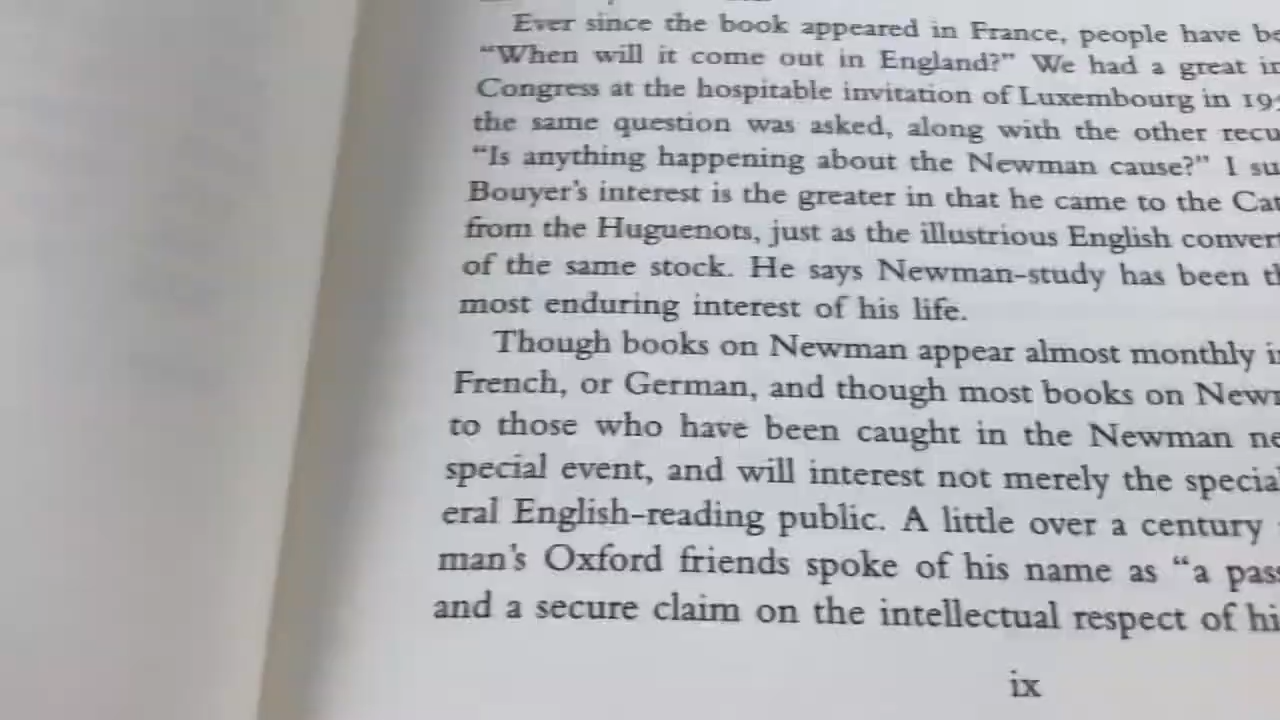 Ever since the book appeared in France, people have
"When will it come out in England?" We had a great
Congress at the hospitable invitation of Luxembourg in
the same question was asked, along with the other
"Is anything happening about the Newman cause?" I
Bouyer's interest is the greater in that he came to the
from the Huguenots, just as the illustrious English
of the same stock. He says Newman-study has been
most enduring interest of his life.
Though books on Newman appear almost monthly
French, or German, and though most books on
to those who have been caught in the Newman
special event, and will interest not merely the
eral English-reading public. A little over a century
man's Oxford friends spoke of his name as "a
and a secure claim on the intellectual respect of
ix